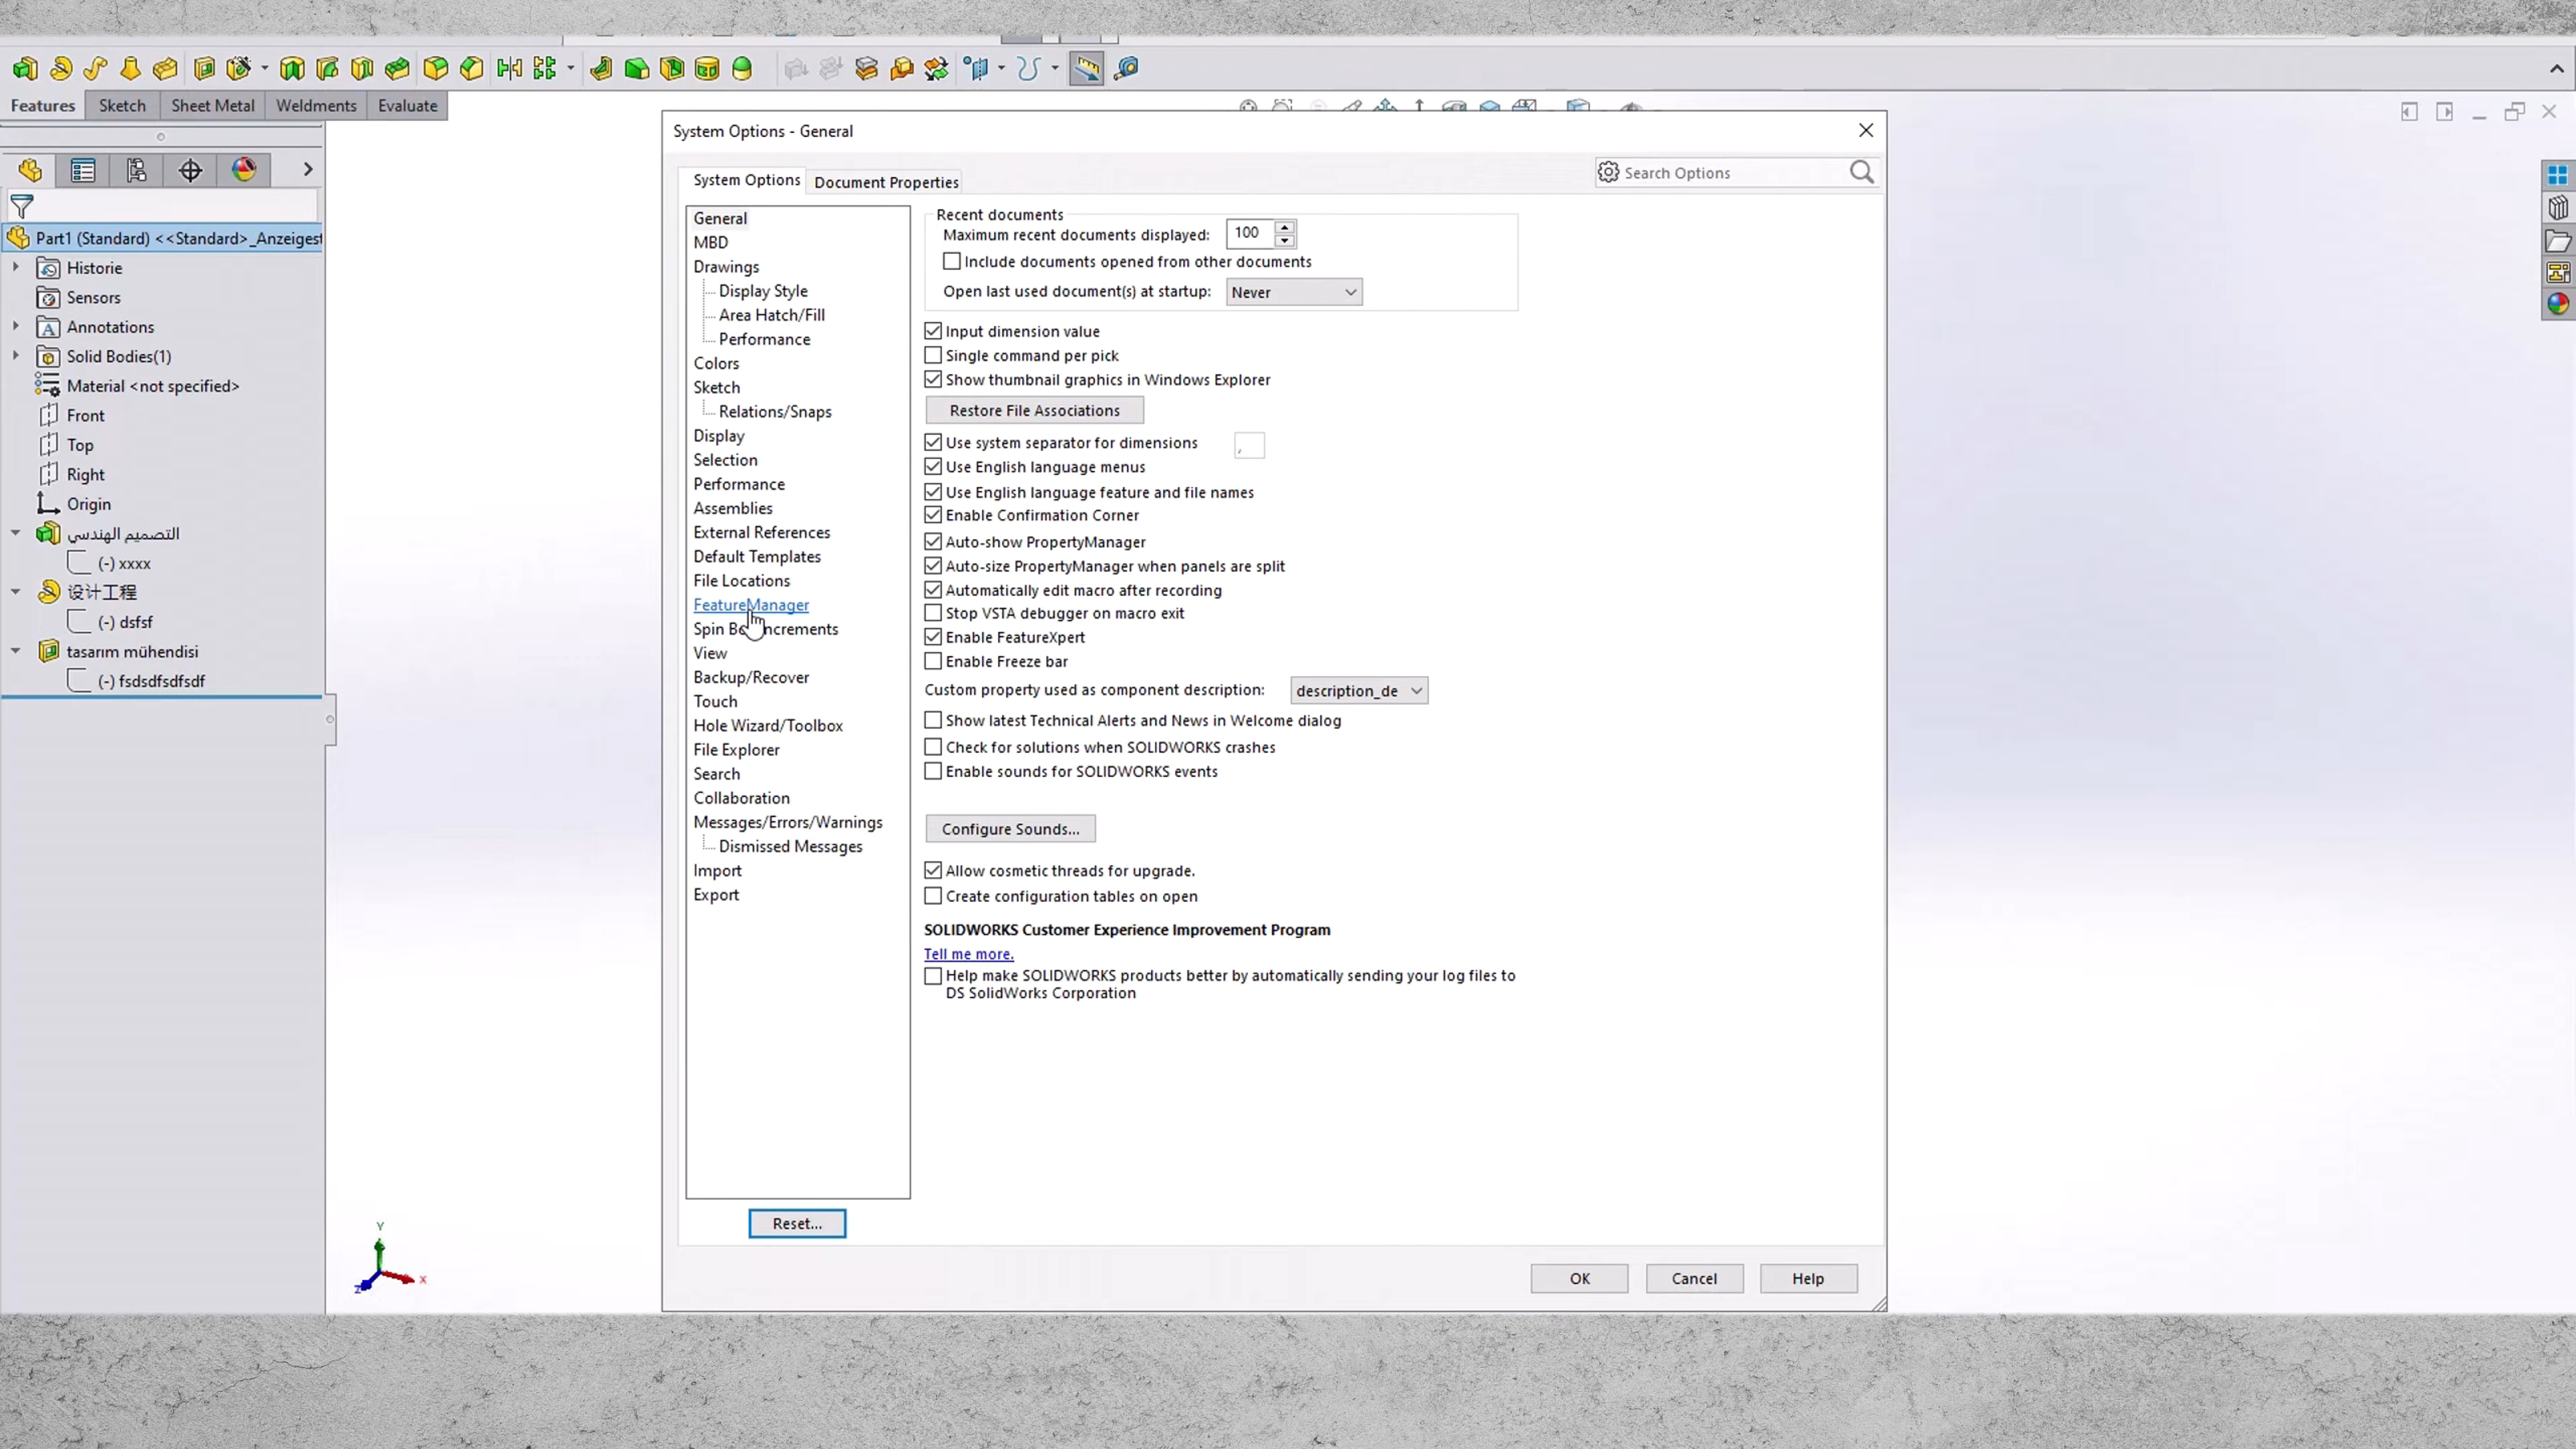 Features Sketch Sheet Metal Weldments Evaluate
Part1 (Standard) <<Standard>_Anzeigest
Historie
Sensors
Annotations
Solid Bodies(1)
Material <not specified>
Front
Top
Right
Origin
التصميم الهندسي
(-) xxxx
设计工程
(-) dsfsf
tasarım mühendisi
(-) fsdsdfsdfsdf
Y
X
Z
System Options - General
System Options Document Properties
Search Options
General
MBD
Drawings
Display Style
Area Hatch/Fill
Performance
Colors
Sketch
Relations/Snaps
Display
Selection
Performance
Assemblies
External References
Default Templates
File Locations
FeatureManager
Spin Increments
View
Backup/Recover
Touch
Hole Wizard/Toolbox
File Explorer
Search
Collaboration
Messages/Errors/Warnings
Dismissed Messages
Import
Export
Reset...
Recent documents
Maximum recent documents displayed: 100
Include documents opened from other documents
Open last used document(s) at startup: Never
Input dimension value
Single command per pick
Show thumbnail graphics in Windows Explorer
Restore File Associations
Use system separator for dimensions ,
Use English language menus
Use English language feature and file names
Enable Confirmation Corner
Auto-show PropertyManager
Auto-size PropertyManager when panels are split
Automatically edit macro after recording
Stop VSTA debugger on macro exit
Enable FeatureXpert
Enable Freeze bar
Custom property used as component description: description_de
Show latest Technical Alerts and News in Welcome dialog
Check for solutions when SOLIDWORKS crashes
Enable sounds for SOLIDWORKS events
Configure Sounds...
Allow cosmetic threads for upgrade.
Create configuration tables on open
SOLIDWORKS Customer Experience Improvement Program
Tell me more.
Help make SOLIDWORKS products better by automatically sending your log files to
DS SolidWorks Corporation
OK Cancel Help